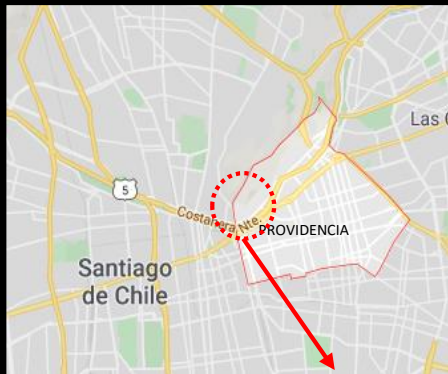 Las C
5
Costanera Nte.
PROVIDENCIA
Santiago
de Chile